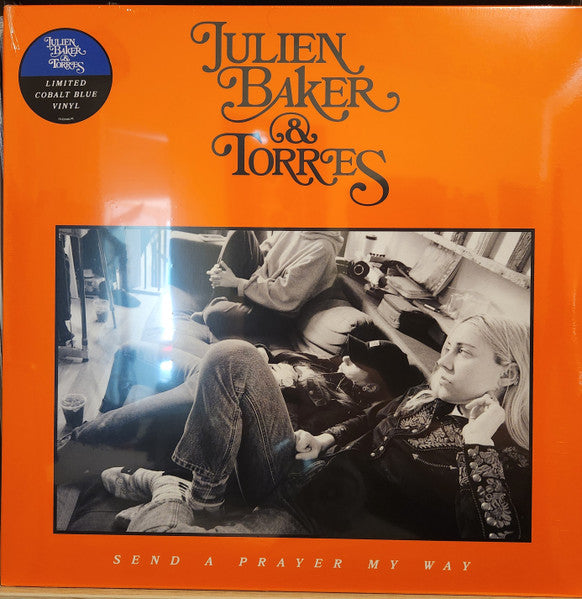 JULIEN
BAKER
&
TORRES
LIMITED
COBALT BLUE
VINYL
JULIEN
BAKER
&
TORRES
SEND A PRAYER MY WAY